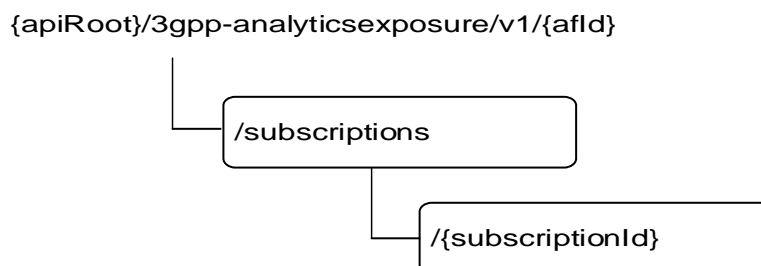 {apiRoot}/3gpp-analyticsexposure/v1/{afId}
/subscriptions
/{subscriptionId}